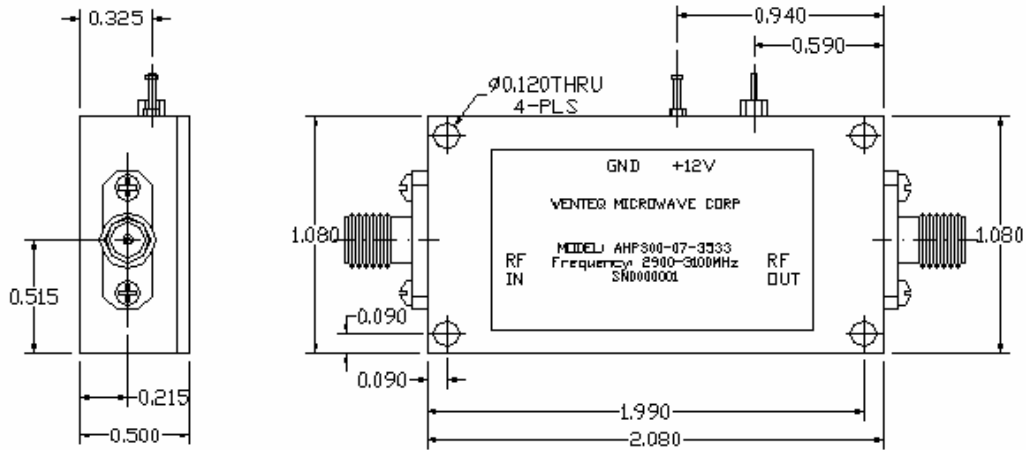 0.325
0.940
0.590
Ø0.120THRU
4-PLS
GND +12V
WENTEQ MICROWAVE CORP
MODEL: AHP300-07-3533
Frequency: 2900-3100MHz
SN0000001
RF
IN
RF
OUT
1.080
1.080
0.515
0.090
0.090
0.215
0.500
1.990
2.080